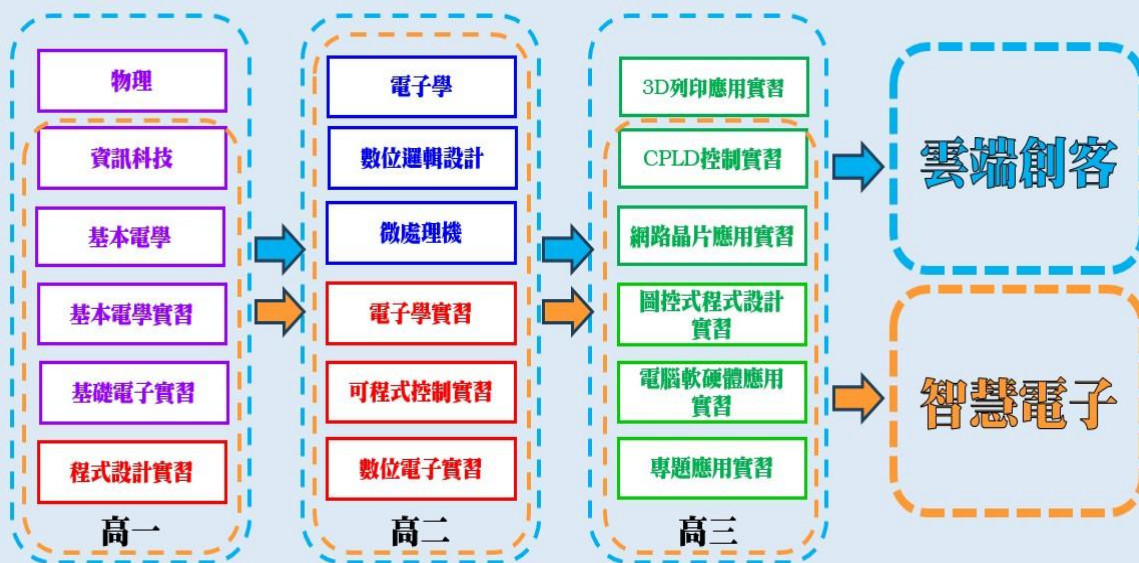 物理
資訊科技
基本電學
基本電學實習
基礎電子實習
程式設計實習
高一
電子學
數位邏輯設計
微處理機
電子學實習
可程式控制實習
數位電子實習
高二
3D列印應用實習
CPLD控制實習
網路晶片應用實習
圖控式程式設計
實習
電腦軟硬體應用
實習
專題應用實習
高三
雲端創客
智慧電子